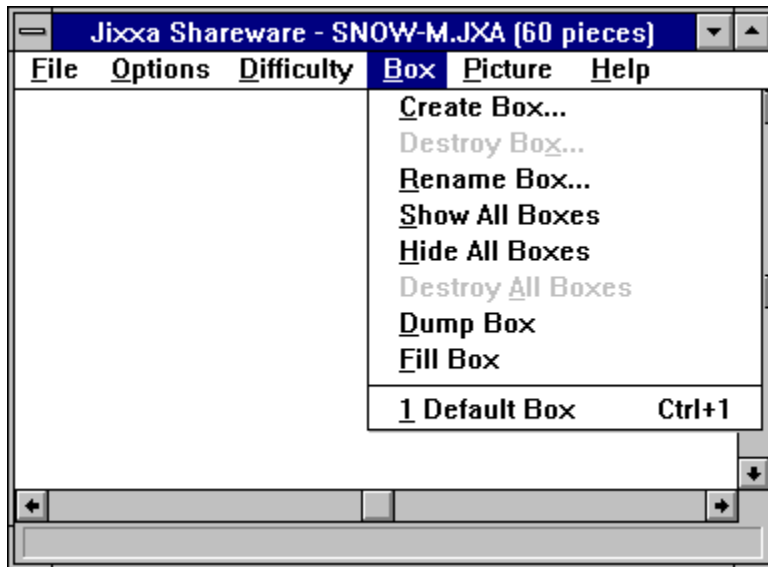 Jixxa Shareware - SNOW-M.JXA (60 pieces)
File Options Difficulty Box Picture Help
Create Box...
Destroy Box...
Rename Box...
Show All Boxes
Hide All Boxes
Destroy All Boxes
Dump Box
Fill Box
1 Default Box Ctrl+1